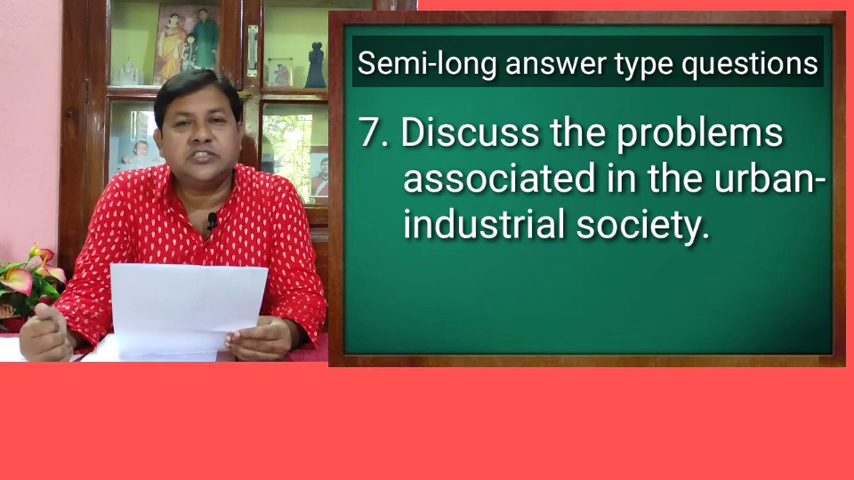 Semi-long answer type questions
7. Discuss the problems
associated in the urban-
industrial society.